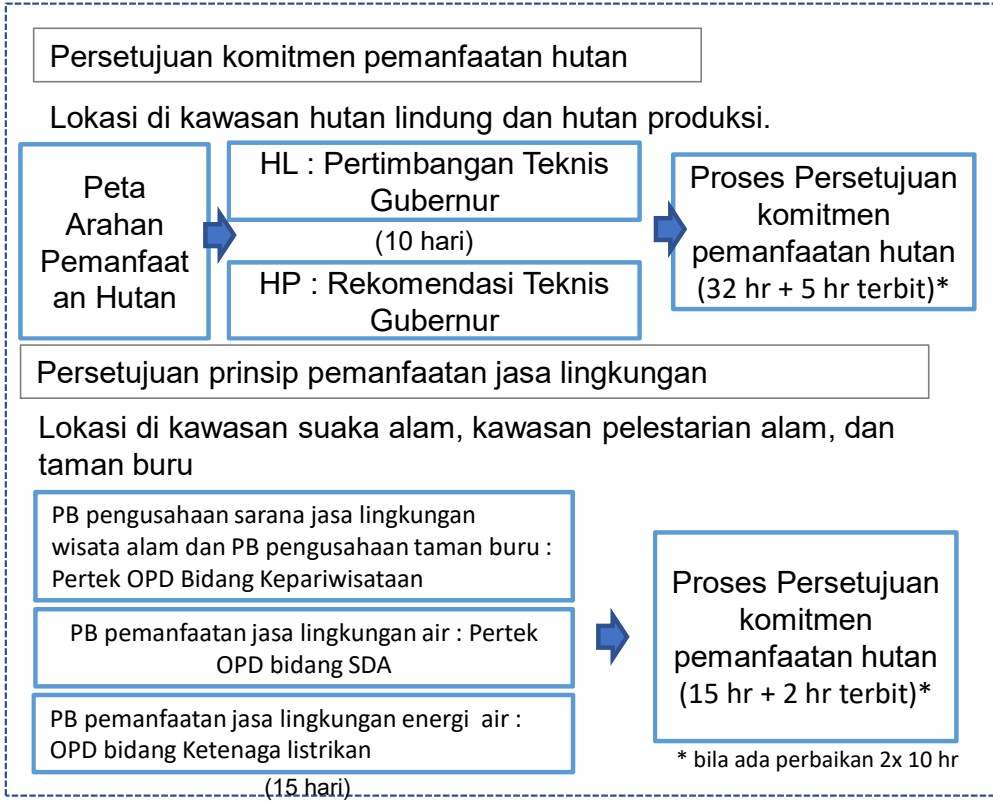 Persetujuan komitmen pemanfaatan hutan
Lokasi di kawasan hutan lindung dan hutan produksi.
Peta
Arahan
Pemanfaat
an Hutan
HL : Pertimbangan Teknis
Gubernur
(10 hari)
HP : Rekomendasi Teknis
Gubernur
Proses Persetujuan
komitmen
pemanfaatan hutan
(32 hr + 5 hr terbit)*
Persetujuan prinsip pemanfaatan jasa lingkungan
Lokasi di kawasan suaka alam, kawasan pelestarian alam, dan
taman buru
PB pengusahaan sarana jasa lingkungan
wisata alam dan PB pengusahaan taman buru :
Pertek OPD Bidang Kepariwisataan
PB pemanfaatan jasa lingkungan air : Pertek
OPD bidang SDA
PB pemanfaatan jasa lingkungan energi air :
OPD bidang Ketenaga listrikan
(15 hari)
Proses Persetujuan
komitmen
pemanfaatan hutan
(15 hr + 2 hr terbit)*
* bila ada perbaikan 2x 10 hr